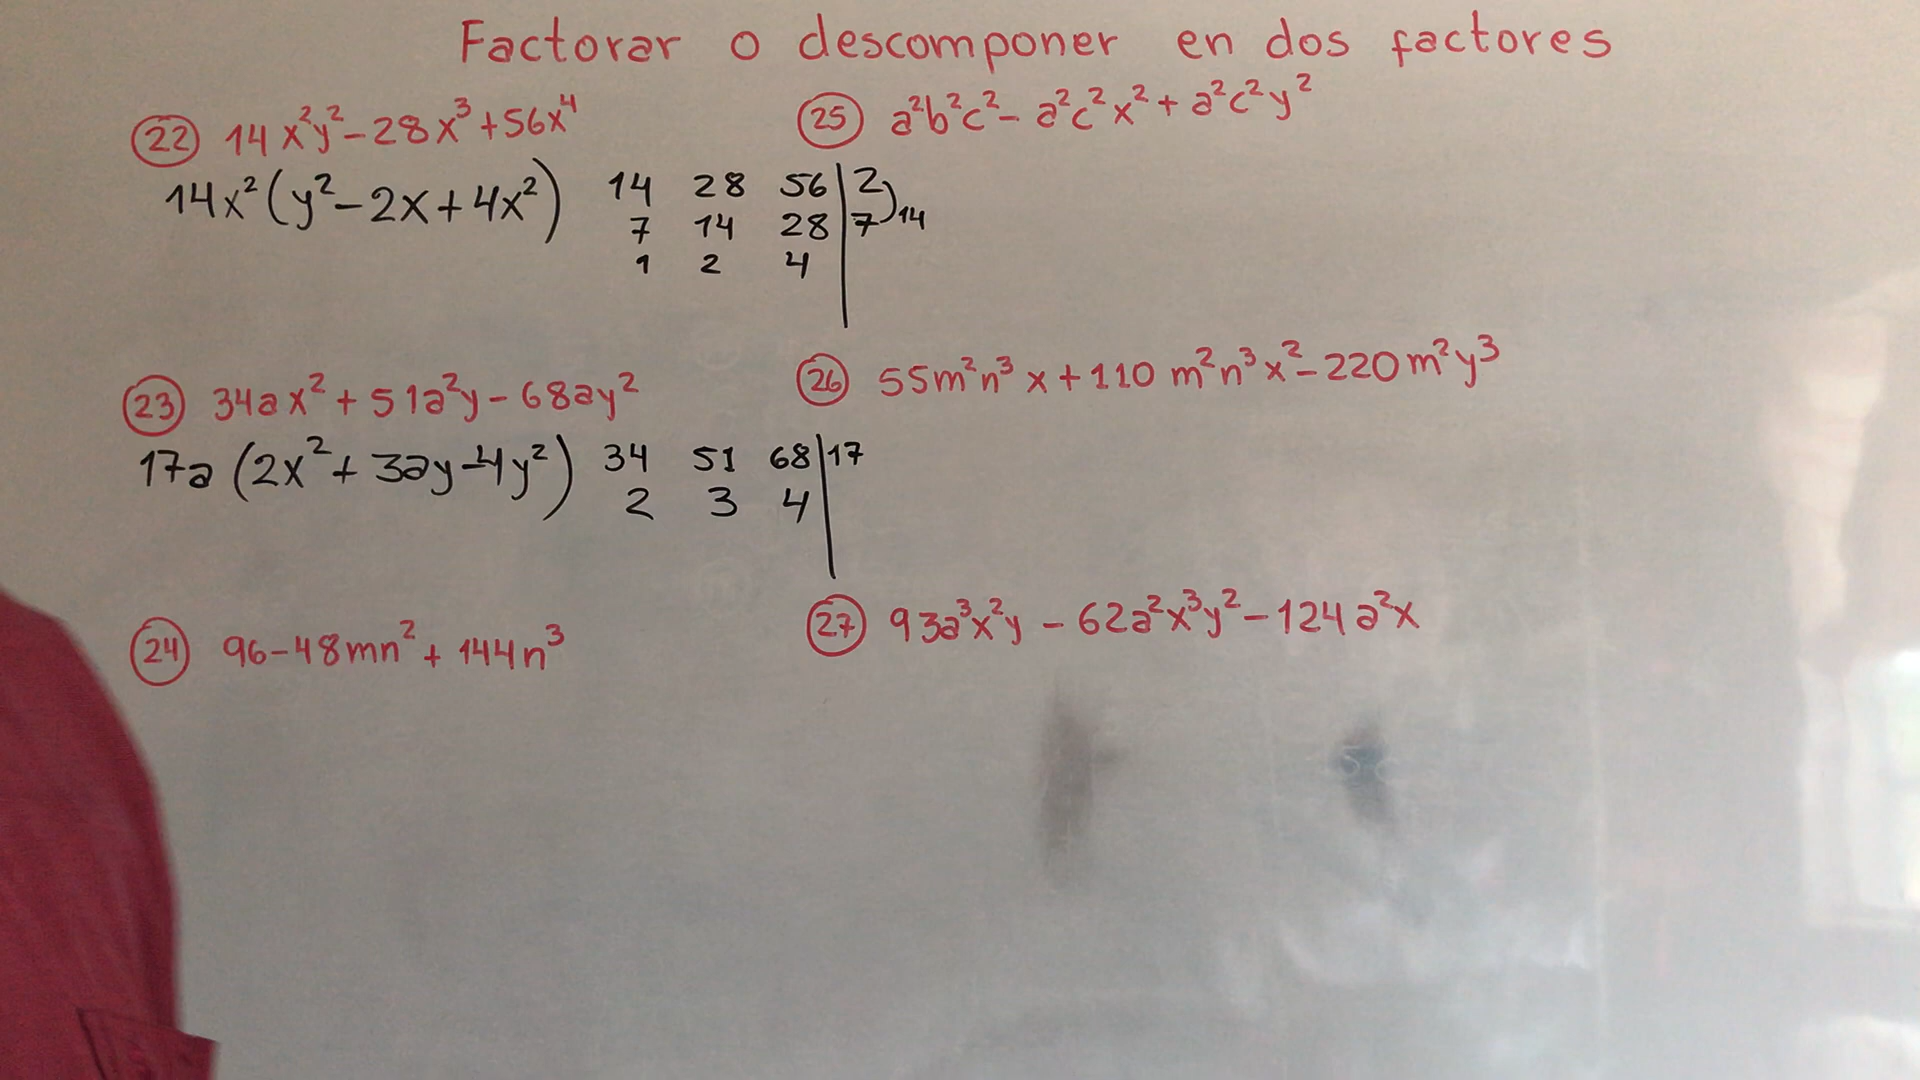 Factorar o descomponer en dos factores
(22) 14x²y²-28x³+56x⁴
14x²(y²-2x+4x²)
14 28 56 | 2
7 14 28 | 7 ) 14
1 2 4
(23) 34ax²+51a²y-68ay²
17a (2x²+3ay-4y²)
34 51 68 | 17
2 3 4
(24) 96-48mn²+144n³
(25) a²b²c²-a²c²x²+a²c²y²
(26) 55m²n³x+110m²n³x²-220m²y³
(27) 93a³x²y-62a²x³y²-124a²x